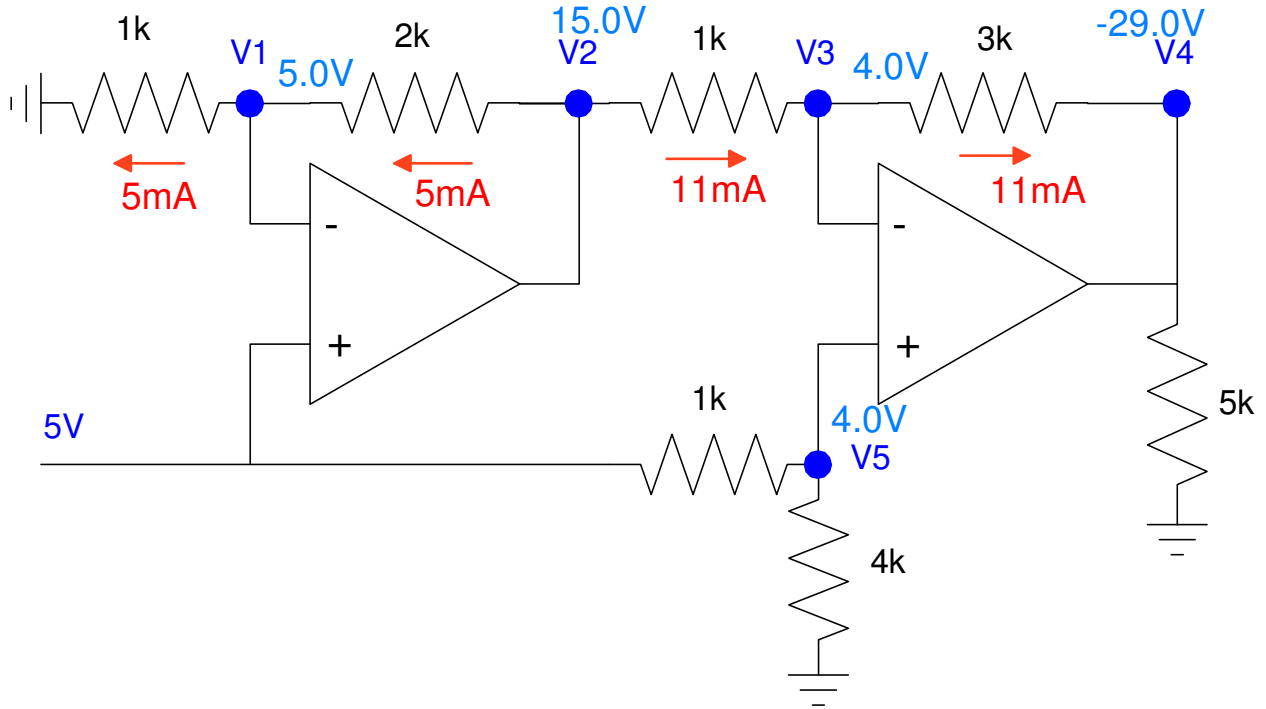 1k
V1
5.0V
2k
15.0V
V2
1k
V3
4.0V
3k
-29.0V
V4
5mA
5mA
11mA
11mA
-
+
-
+
5V
1k
4.0V
V5
5k
4k